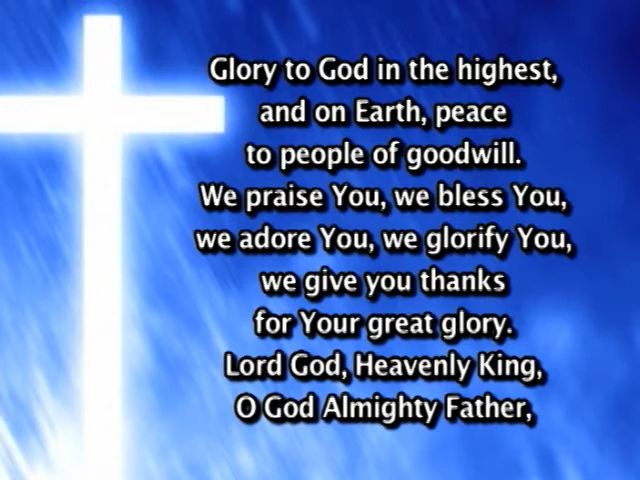 Glory to God in the highest,
and on Earth, peace
to people of goodwill.
We praise You, we bless You,
we adore You, we glorify You,
we give you thanks
for Your great glory.
Lord God, Heavenly King,
O God Almighty Father,